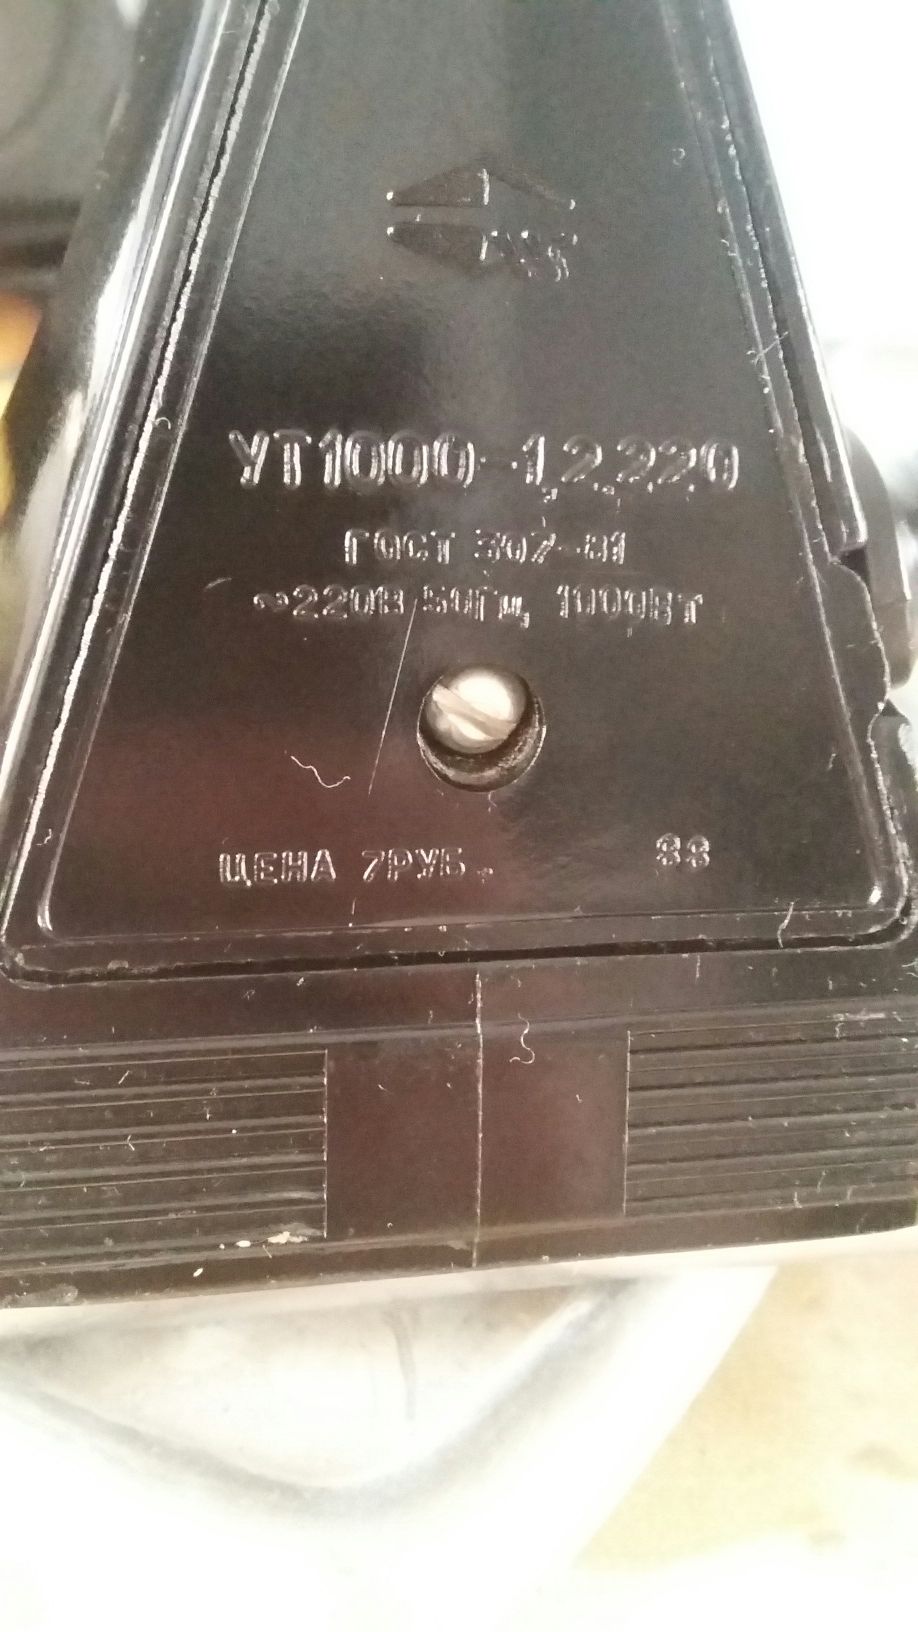 УТ1000-1,2.220
ГОСТ 307-81
~220В 50Гц, 1000Вт
ЦЕНА 7РУБ. 88